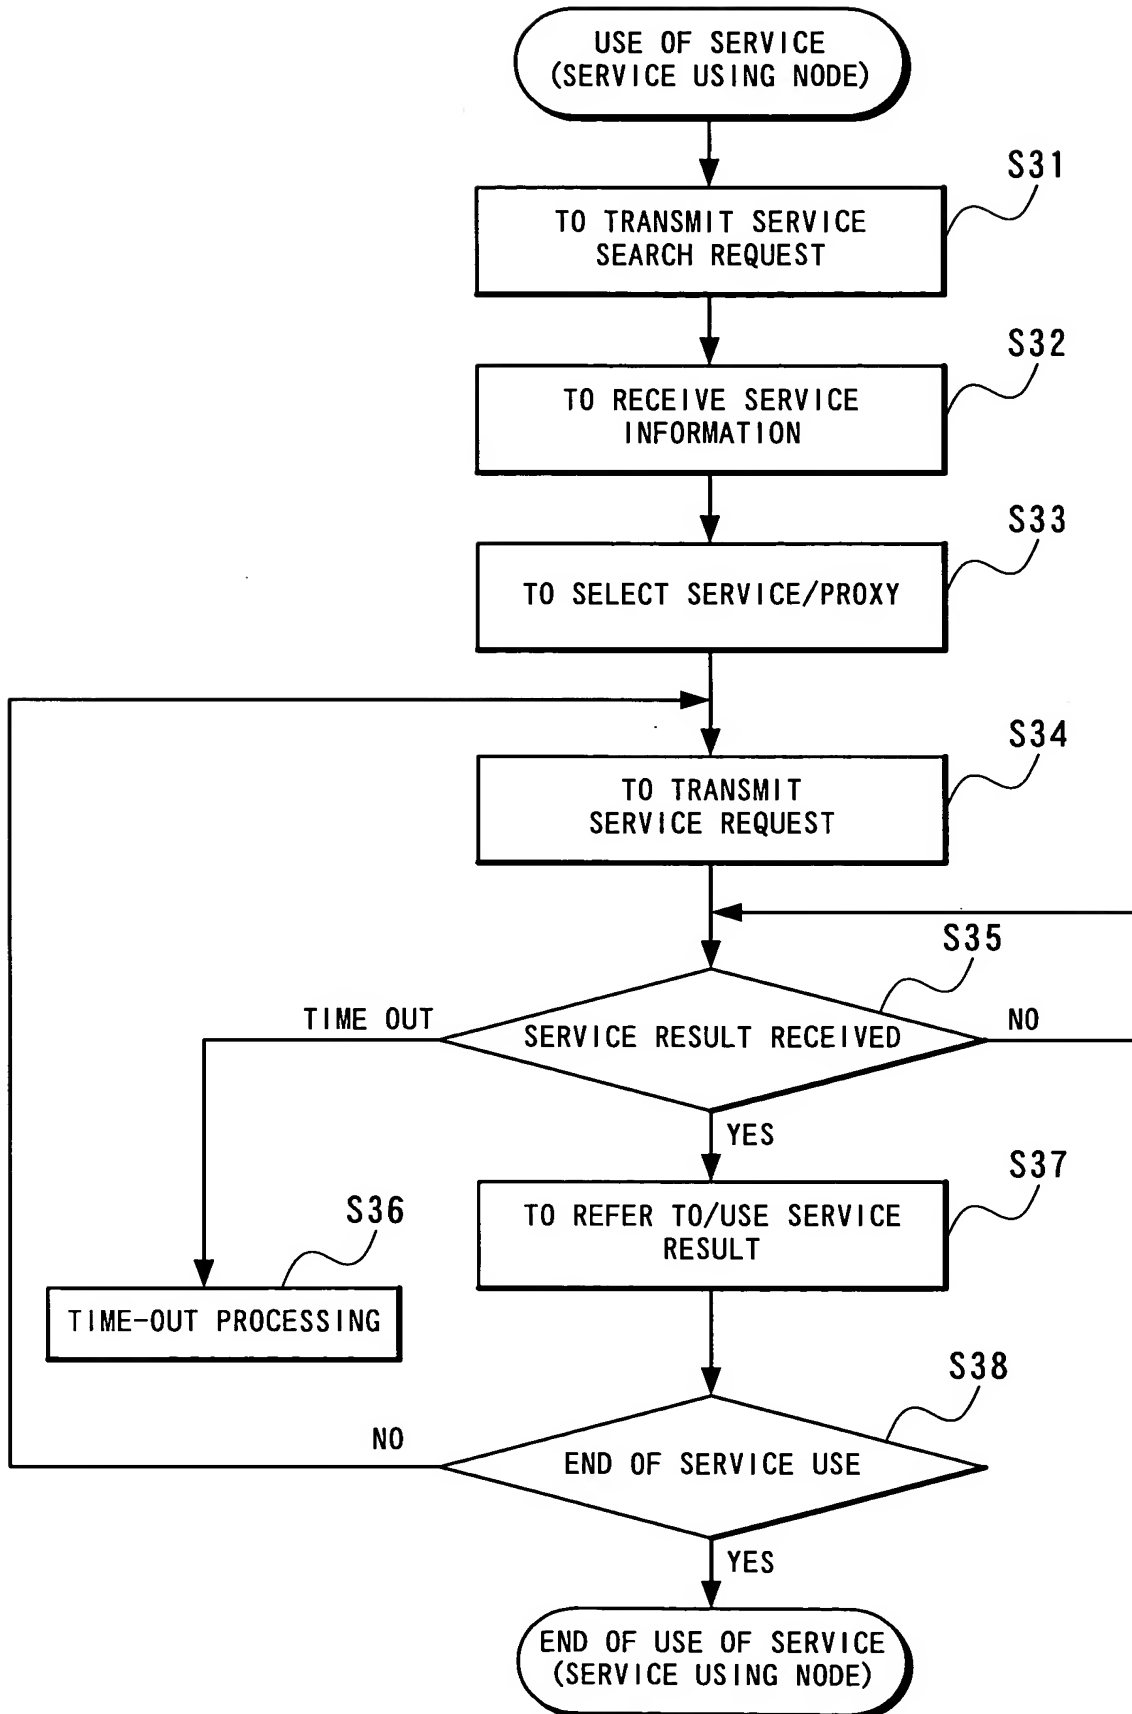 USE OF SERVICE
(SERVICE USING NODE)
S31
TO TRANSMIT SERVICE
SEARCH REQUEST
S32
TO RECEIVE SERVICE
INFORMATION
S33
TO SELECT SERVICE/PROXY
S34
TO TRANSMIT
SERVICE REQUEST
S35
TIME OUT
SERVICE RESULT RECEIVED
NO
YES
S37
TO REFER TO/USE SERVICE
RESULT
S36
TIME-OUT PROCESSING
S38
NO
END OF SERVICE USE
YES
END OF USE OF SERVICE
(SERVICE USING NODE)